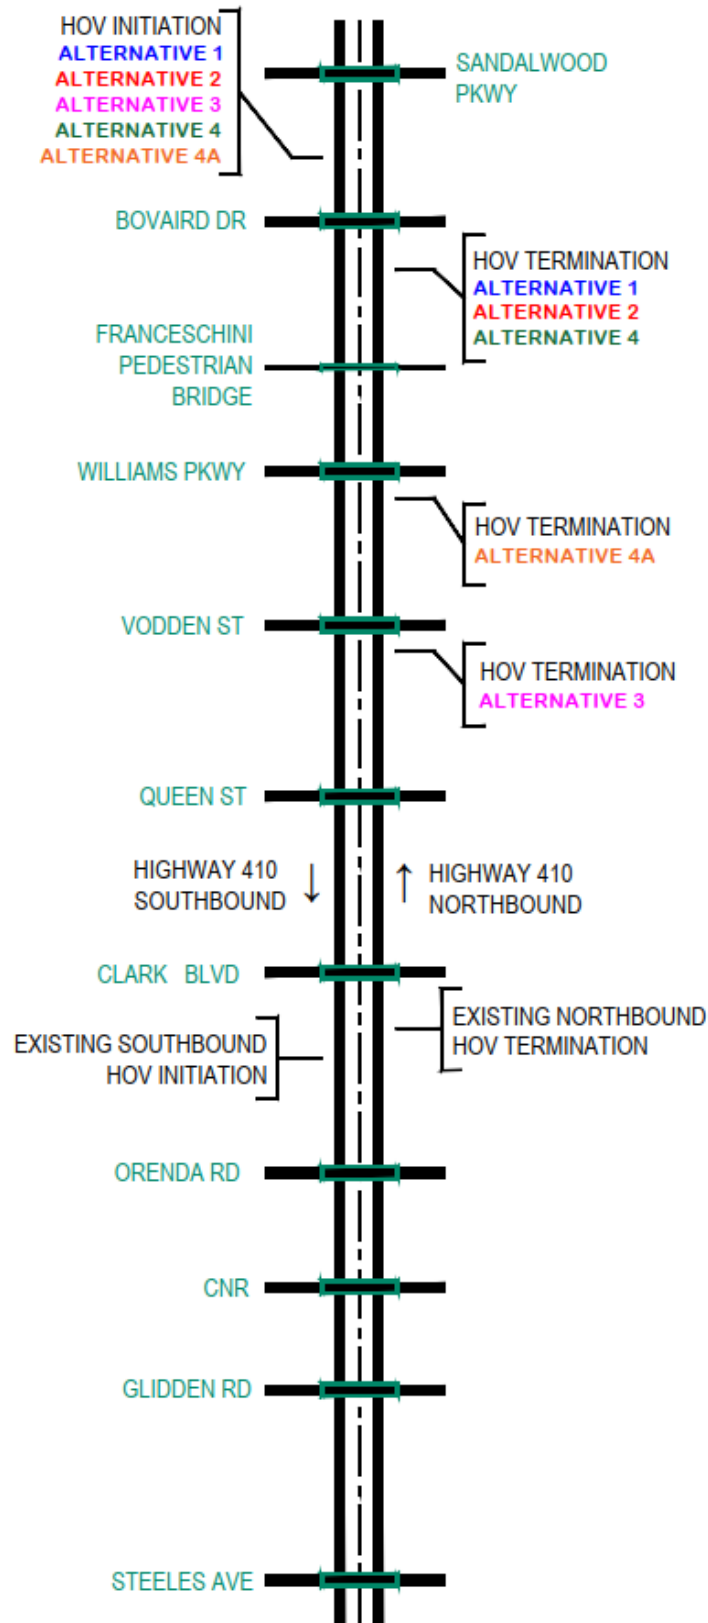 HOV INITIATION
ALTERNATIVE 1
ALTERNATIVE 2
ALTERNATIVE 3
ALTERNATIVE 4
ALTERNATIVE 4A
SANDALWOOD
PKWY
BOVAIRD DR
HOV TERMINATION
ALTERNATIVE 1
ALTERNATIVE 2
ALTERNATIVE 4
FRANCESCHINI
PEDESTRIAN
BRIDGE
WILLIAMS PKWY
HOV TERMINATION
ALTERNATIVE 4A
VODDEN ST
HOV TERMINATION
ALTERNATIVE 3
QUEEN ST
HIGHWAY 410
SOUTHBOUND ↓
↑ HIGHWAY 410
NORTHBOUND
CLARK BLVD
EXISTING NORTHBOUND
HOV TERMINATION
EXISTING SOUTHBOUND
HOV INITIATION
ORENDA RD
CNR
GLIDDEN RD
STEELES AVE